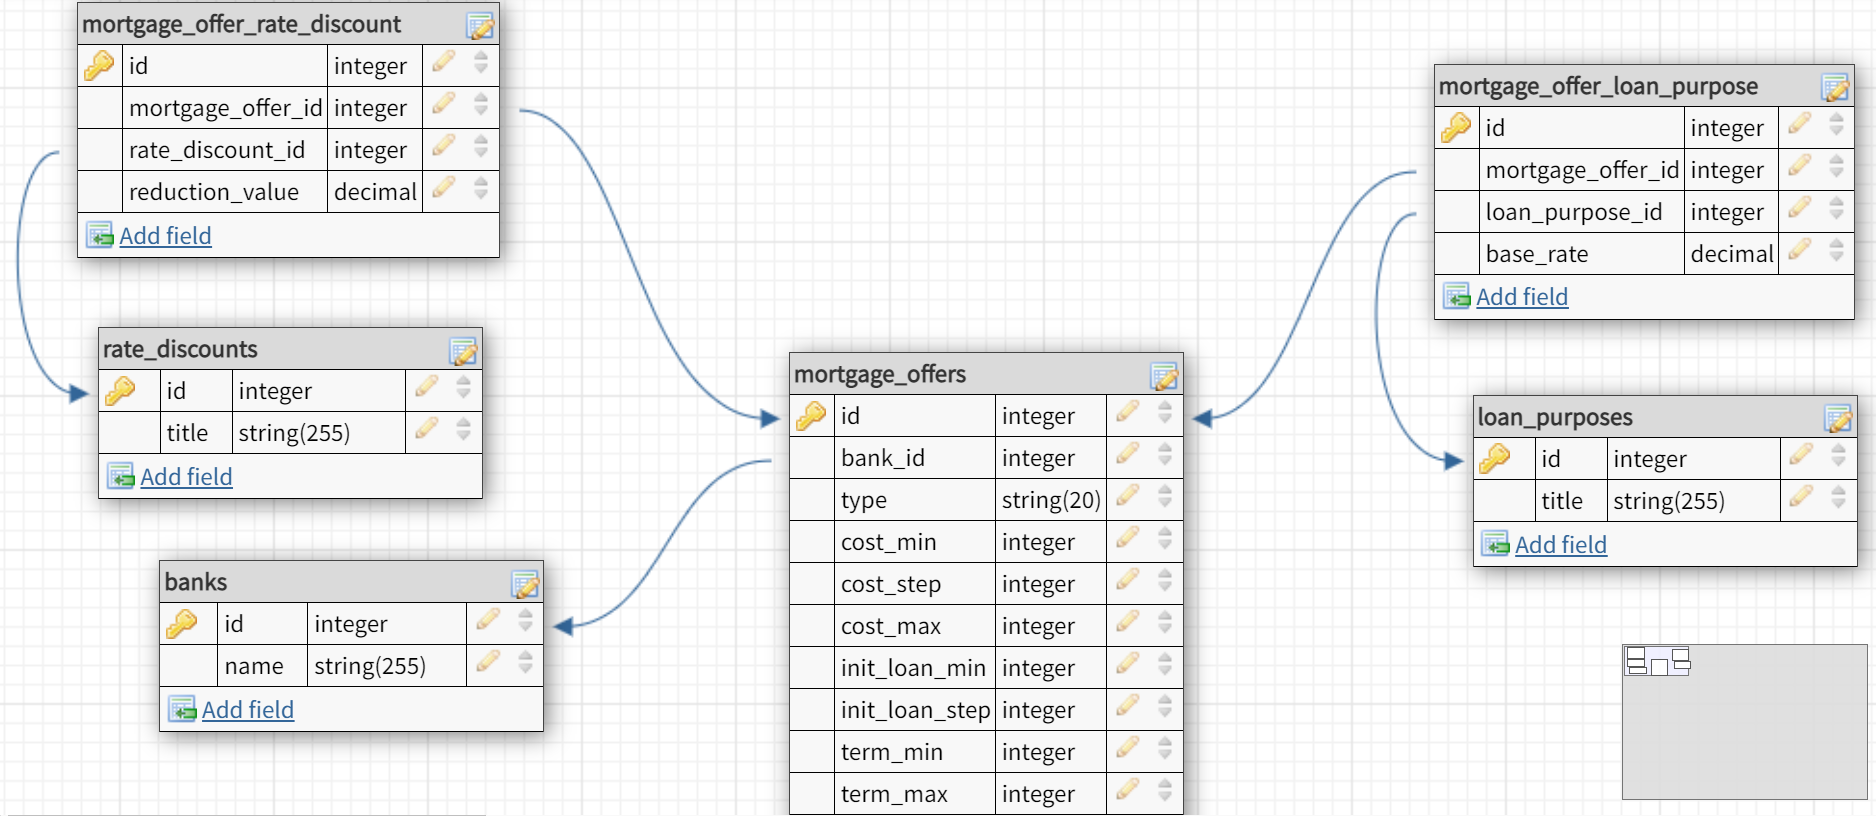 mortgage_offer_rate_discount
id integer
mortgage_offer_id integer
rate_discount_id integer
reduction_value decimal
Add field
rate_discounts
id integer
title string(255)
Add field
banks
id integer
name string(255)
Add field
mortgage_offers
id integer
bank_id integer
type string(20)
cost_min integer
cost_step integer
cost_max integer
init_loan_min integer
init_loan_step integer
term_min integer
term_max integer
mortgage_offer_loan_purpose
id integer
mortgage_offer_id integer
loan_purpose_id integer
base_rate decimal
Add field
loan_purposes
id integer
title string(255)
Add field